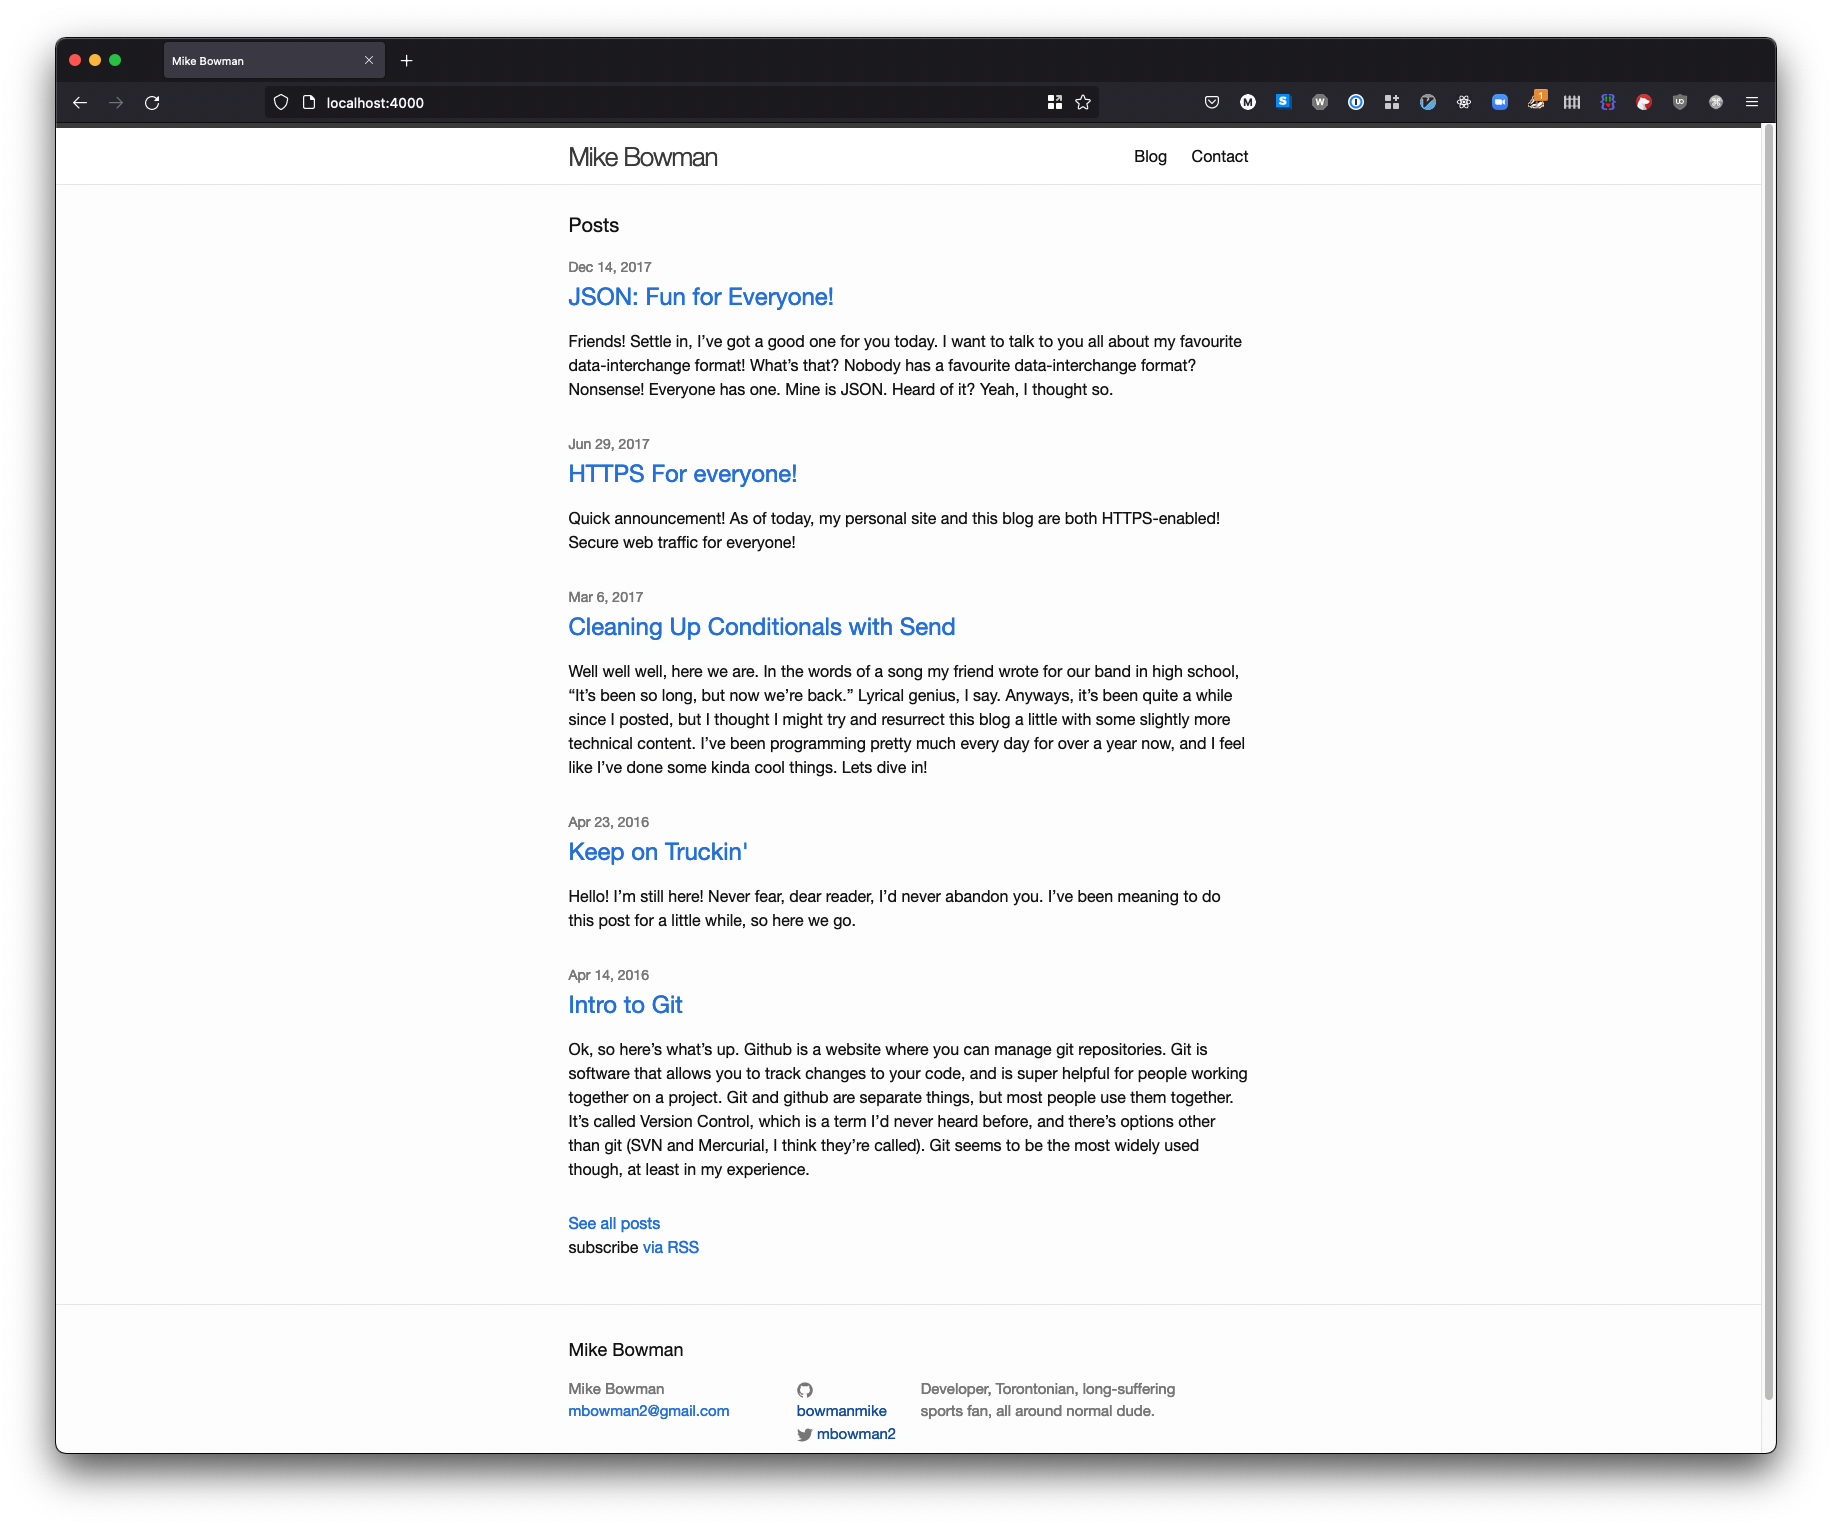 Mike Bowman
localhost:4000
1
Mike Bowman
Blog Contact
Posts
Dec 14, 2017
JSON: Fun for Everyone!
Friends! Settle in, I’ve got a good one for you today. I want to talk to you all about my favourite
data-interchange format! What’s that? Nobody has a favourite data-interchange format?
Nonsense! Everyone has one. Mine is JSON. Heard of it? Yeah, I thought so.
Jun 29, 2017
HTTPS For everyone!
Quick announcement! As of today, my personal site and this blog are both HTTPS-enabled!
Secure web traffic for everyone!
Mar 6, 2017
Cleaning Up Conditionals with Send
Well well well, here we are. In the words of a song my friend wrote for our band in high school,
“It’s been so long, but now we’re back.” Lyrical genius, I say. Anyways, it’s been quite a while
since I posted, but I thought I might try and resurrect this blog a little with some slightly more
technical content. I’ve been programming pretty much every day for over a year now, and I feel
like I’ve done some kinda cool things. Lets dive in!
Apr 23, 2016
Keep on Truckin'
Hello! I’m still here! Never fear, dear reader, I’d never abandon you. I’ve been meaning to do
this post for a little while, so here we go.
Apr 14, 2016
Intro to Git
Ok, so here’s what’s up. Github is a website where you can manage git repositories. Git is
software that allows you to track changes to your code, and is super helpful for people working
together on a project. Git and github are separate things, but most people use them together.
It’s called Version Control, which is a term I’d never heard before, and there’s options other
than git (SVN and Mercurial, I think they’re called). Git seems to be the most widely used
though, at least in my experience.
See all posts
subscribe via RSS
Mike Bowman
Mike Bowman
mbowman2@gmail.com
bowmanmike
mbowman2
Developer, Torontonian, long-suffering
sports fan, all around normal dude.